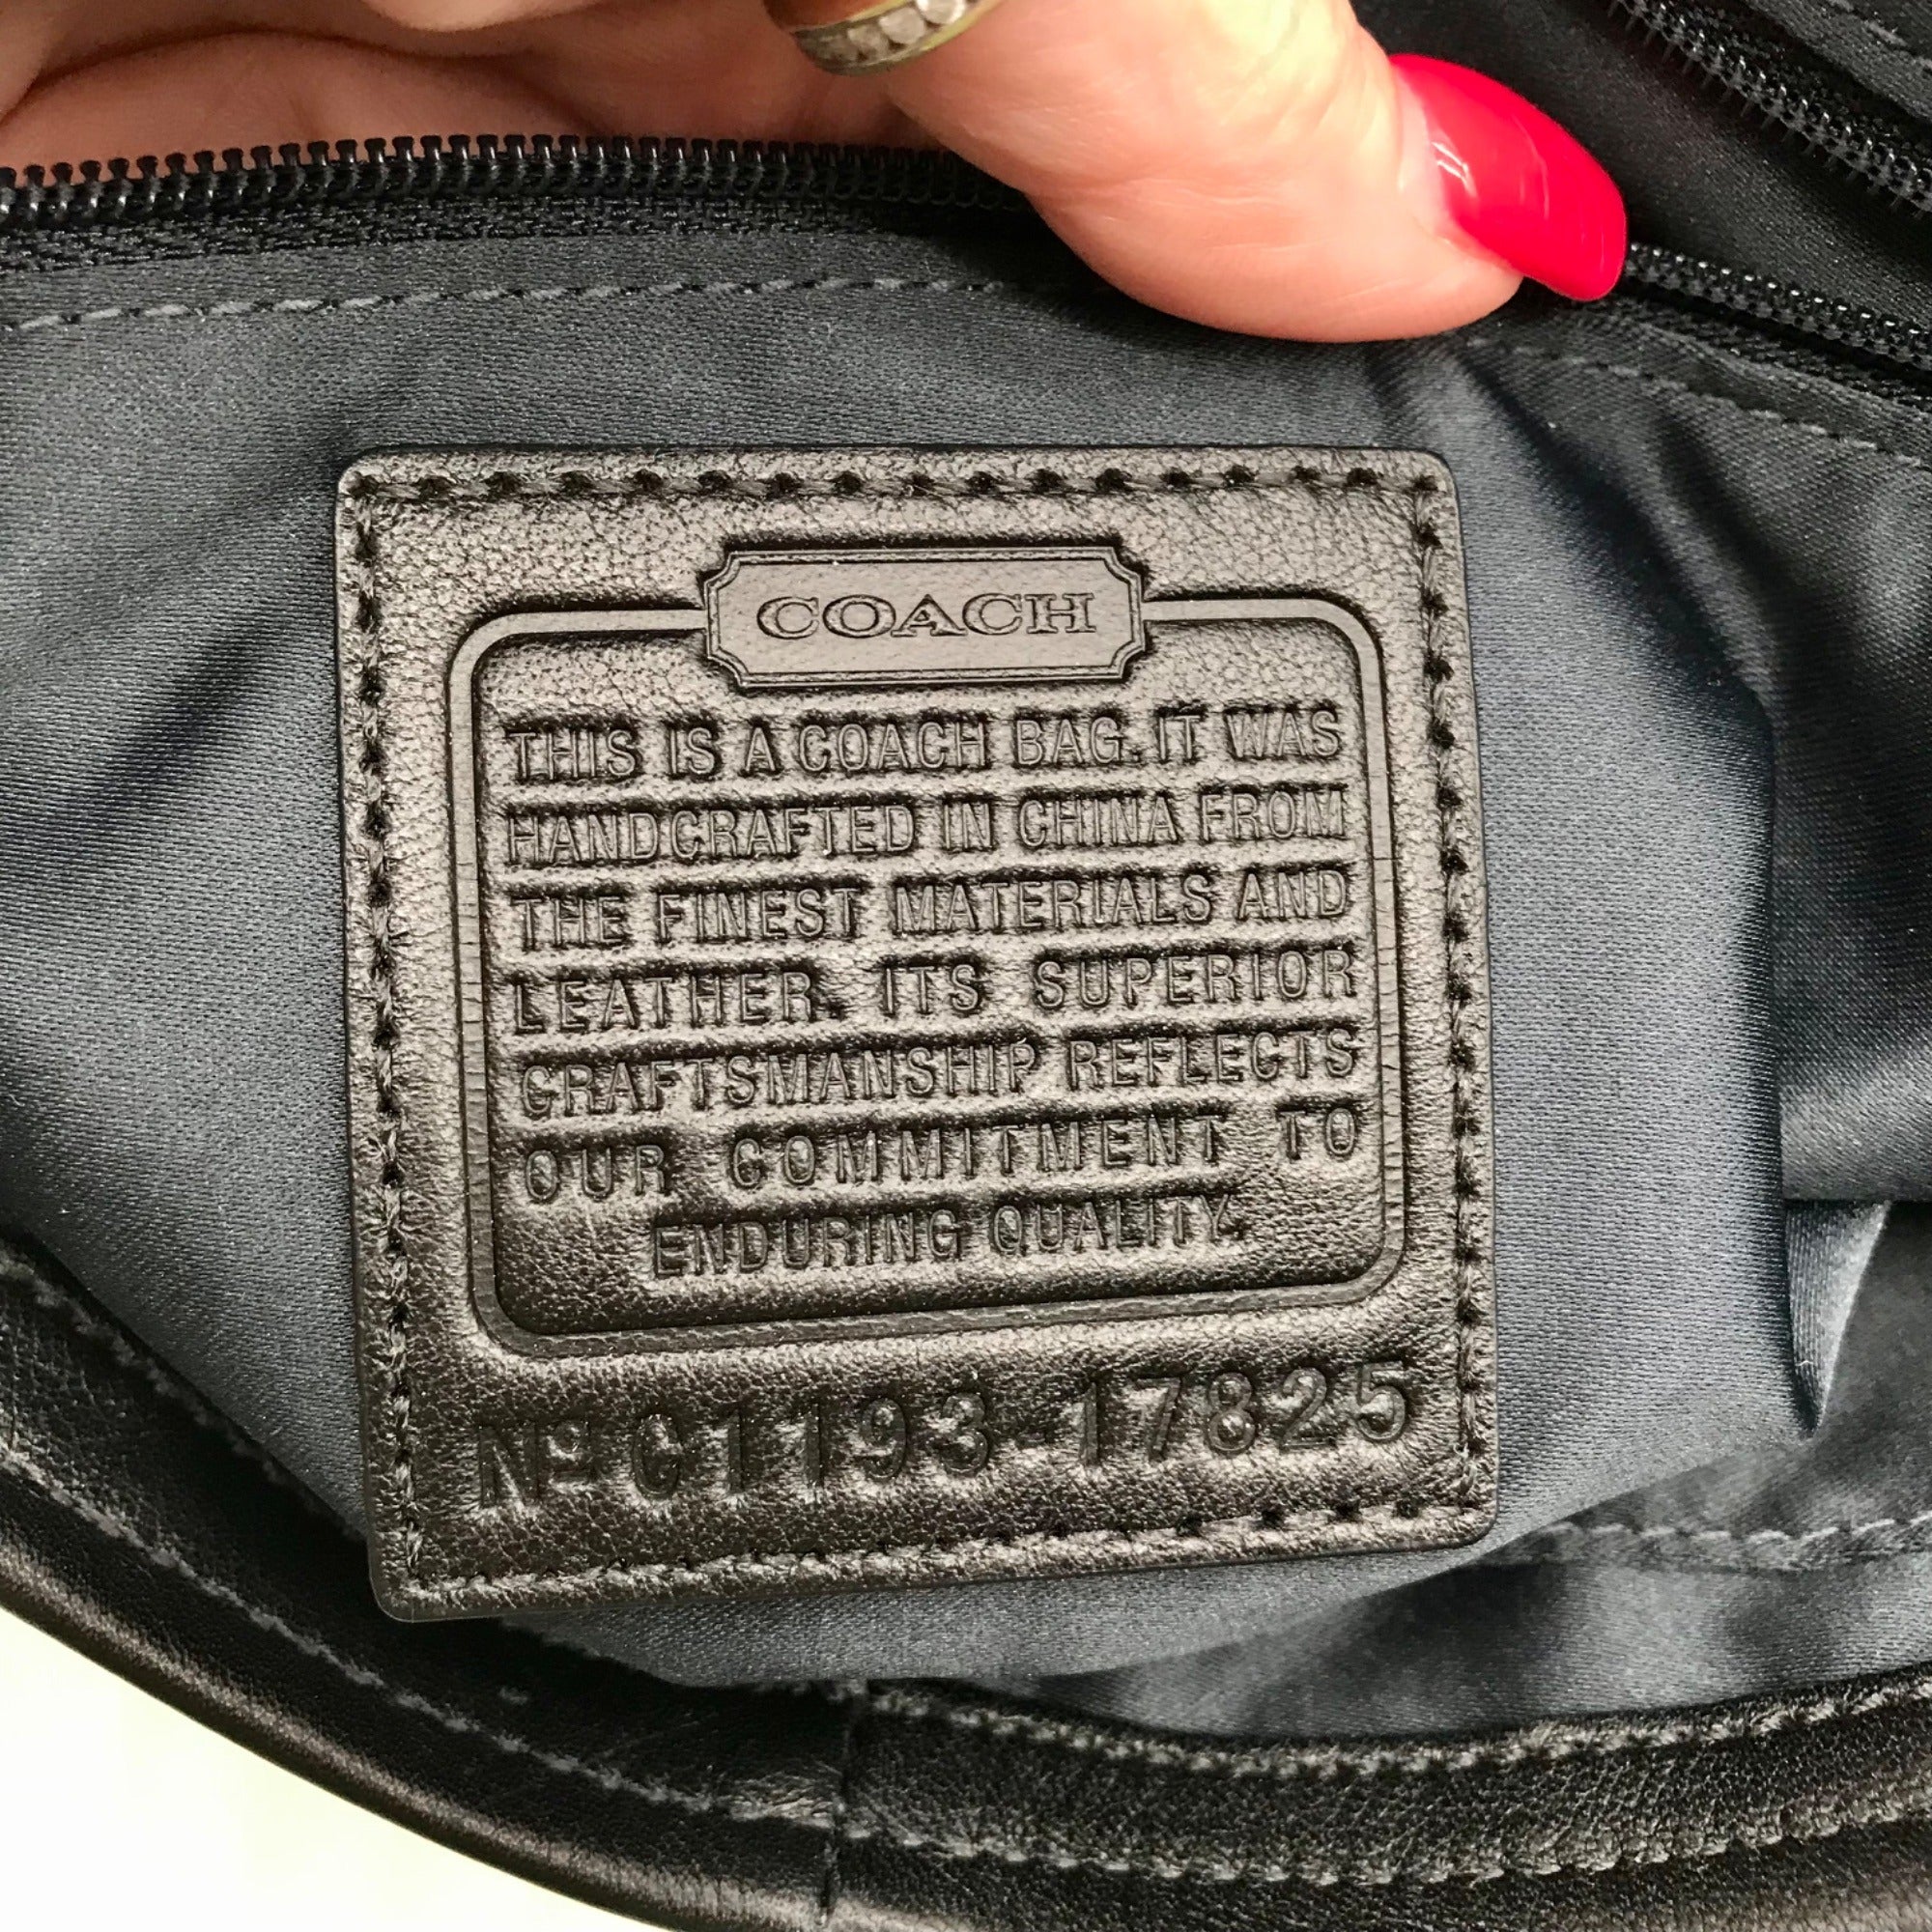 COACH
THIS IS A COACH BAG. IT WAS
HANDCRAFTED IN CHINA FROM
THE FINEST MATERIALS AND
LEATHER. ITS SUPERIOR
CRAFTSMANSHIP REFLECTS
OUR COMMITMENT TO
ENDURING QUALITY.
Nº C1193-17825